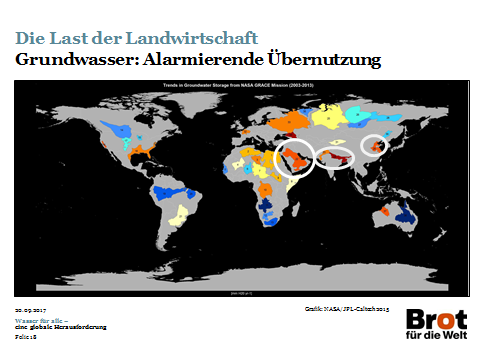 Die Last der Landwirtschaft
Grundwasser: Alarmierende Übernutzung
Trends in Groundwater Storage from NASA GRACE Mission (2003-2013)
20.09.2017
Grafik: NASA/JPL-Caltech 2015
Wasser für alle –
eine globale Herausforderung
Folie 18
Brot
für die Welt